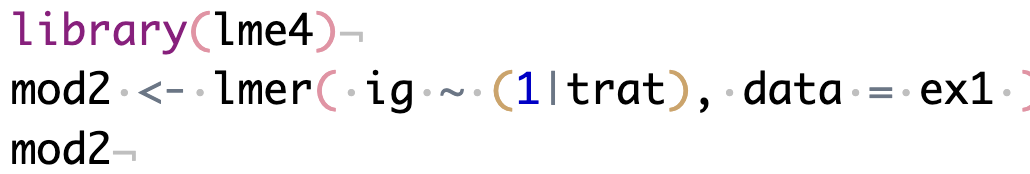 library(lme4)¬
mod2·<-·lmer(·ig·~·(1|trat),·data·=·ex1·)
mod2¬